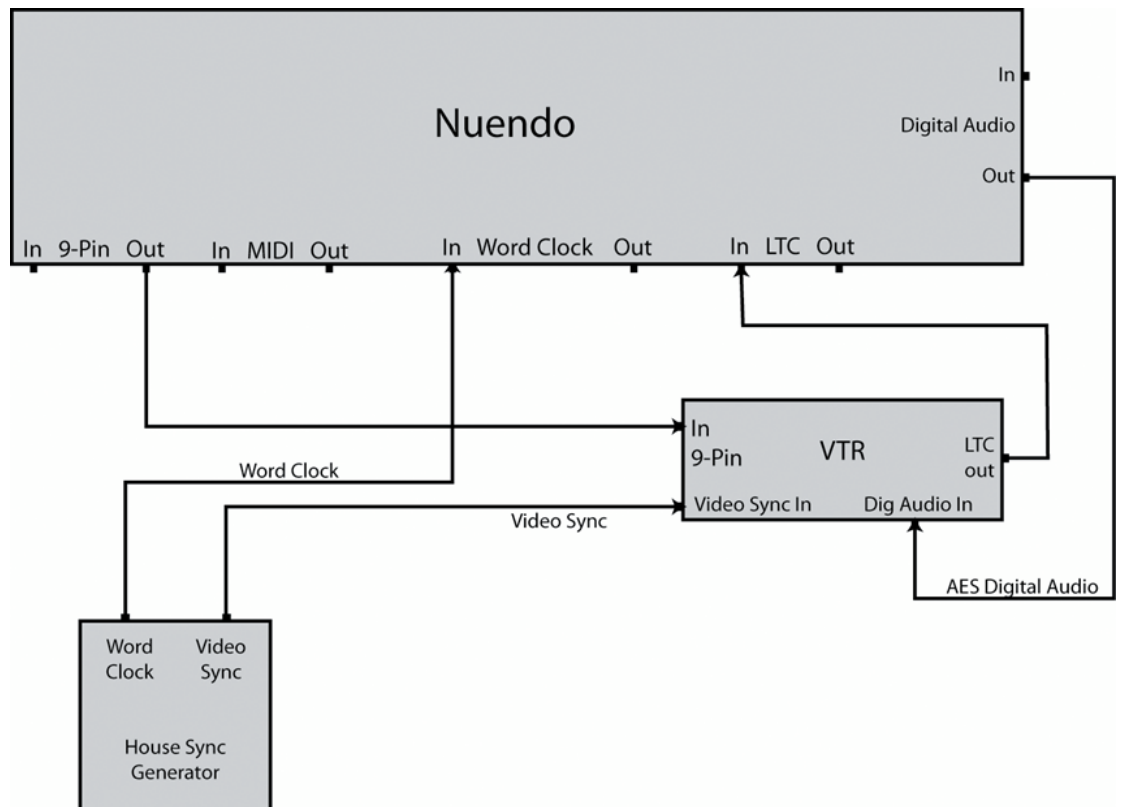 In
Nuendo
Digital Audio
Out
In 9-Pin Out In MIDI Out In Word Clock Out In LTC Out
In
9-Pin
VTR
LTC
out
Word Clock
Video Sync In
Dig Audio In
Video Sync
AES Digital Audio
Word
Clock
Video
Sync
House Sync
Generator